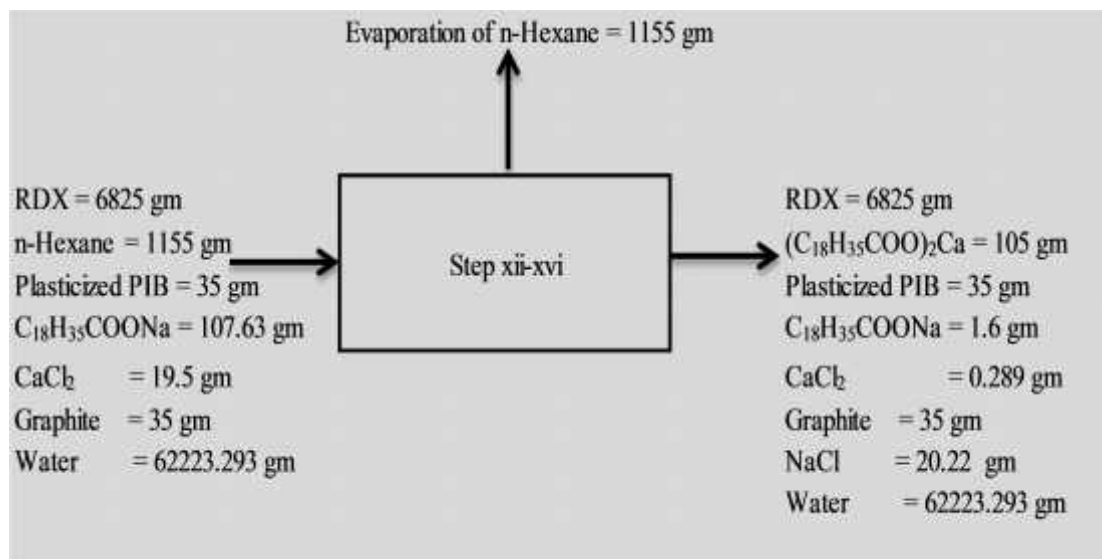 Evaporation of n-Hexane = 1155 gm
RDX = 6825 gm
n-Hexane = 1155 gm
Plasticized PIB = 35 gm
C₁₈H₃₅COONa = 107.63 gm
CaCl₂ = 19.5 gm
Graphite = 35 gm
Water = 62223.293 gm
Step xii-xvi
RDX = 6825 gm
(C₁₈H₃₅COO)₂Ca = 105 gm
Plasticized PIB = 35 gm
C₁₈H₃₅COONa = 1.6 gm
CaCl₂ = 0.289 gm
Graphite = 35 gm
NaCl = 20.22 gm
Water = 62223.293 gm